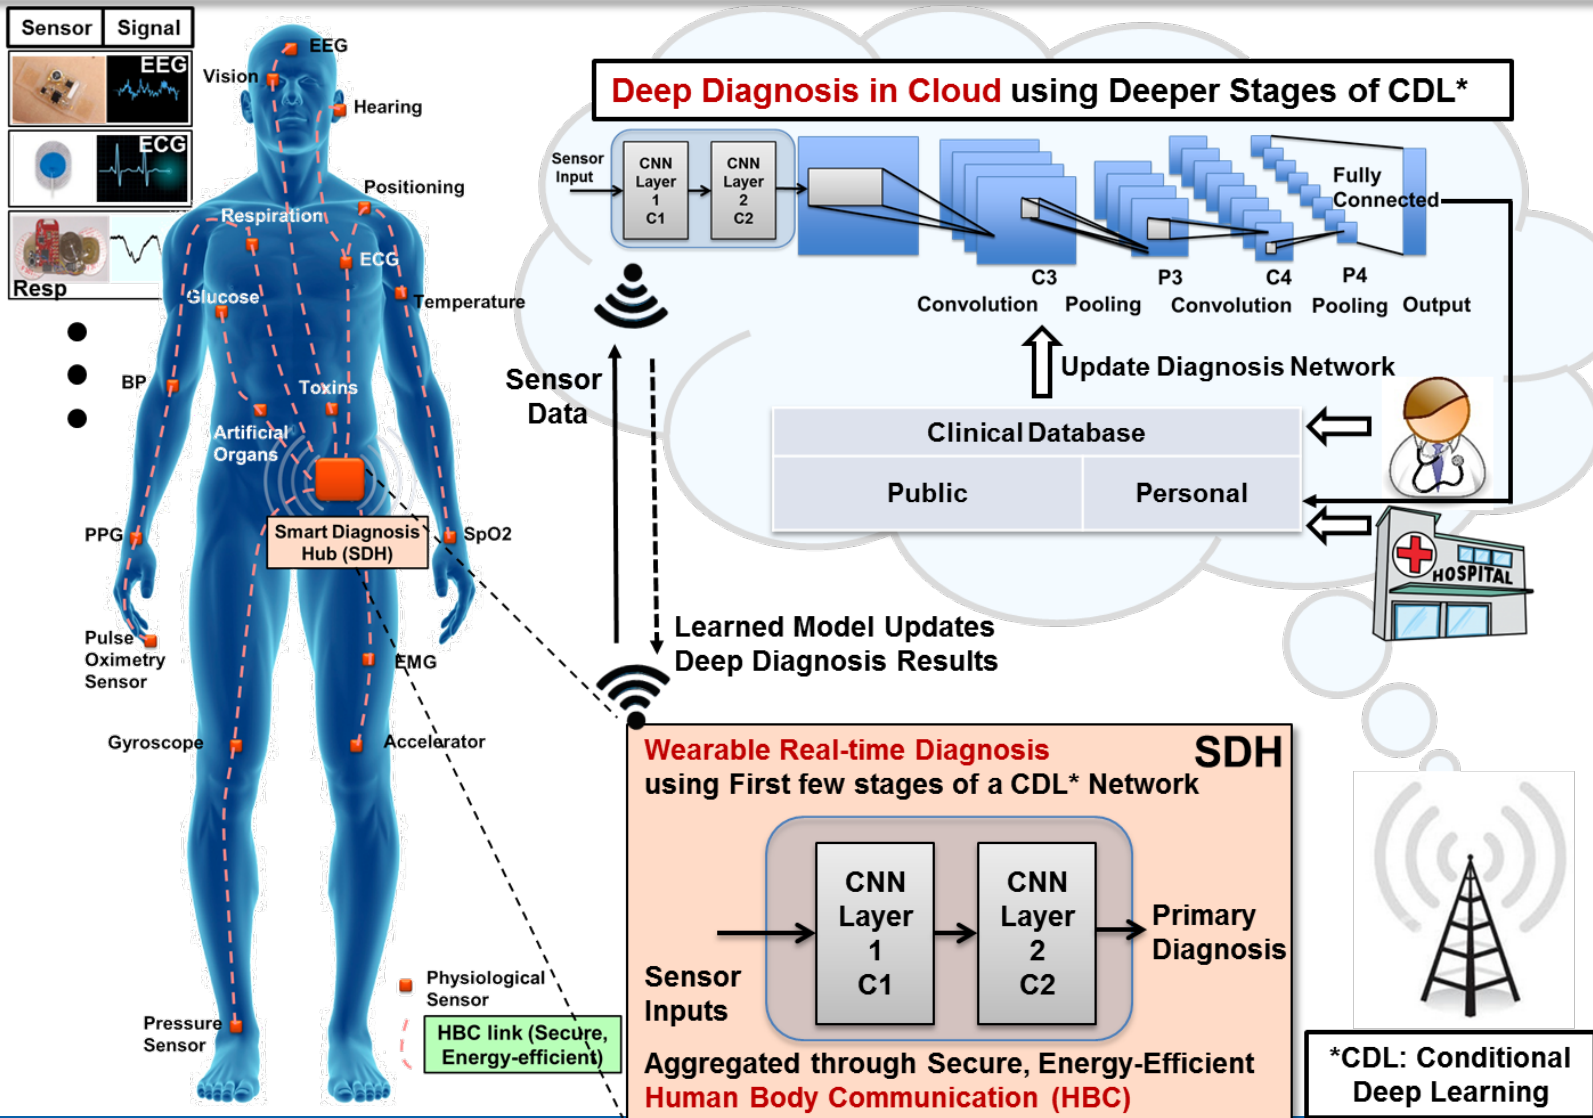 Sensor Signal
EEG
ECG
Resp
EEG
Vision
Hearing
Positioning
Respiration
ECG
Glucose
Temperature
BP
Toxins
Artificial
Organs
Smart Diagnosis
Hub (SDH)
PPG
SpO2
Pulse
Oximetry
Sensor
EMG
Gyroscope
Accelerator
Pressure
Sensor
Physiological
Sensor
HBC link (Secure,
Energy-efficient)
Deep Diagnosis in Cloud using Deeper Stages of CDL*
Sensor
Input
CNN
Layer
1
C1
CNN
Layer
2
C2
Fully
Connected
C3 P3 C4 P4
Convolution Pooling Convolution Pooling Output
Update Diagnosis Network
Clinical Database
Public Personal
HOSPITAL
Sensor
Data
Learned Model Updates
Deep Diagnosis Results
Wearable Real-time Diagnosis
SDH
using First few stages of a CDL* Network
CNN
Layer
1
C1
CNN
Layer
2
C2
Sensor
Inputs
Primary
Diagnosis
Aggregated through Secure, Energy-Efficient
Human Body Communication (HBC)
*CDL: Conditional
Deep Learning